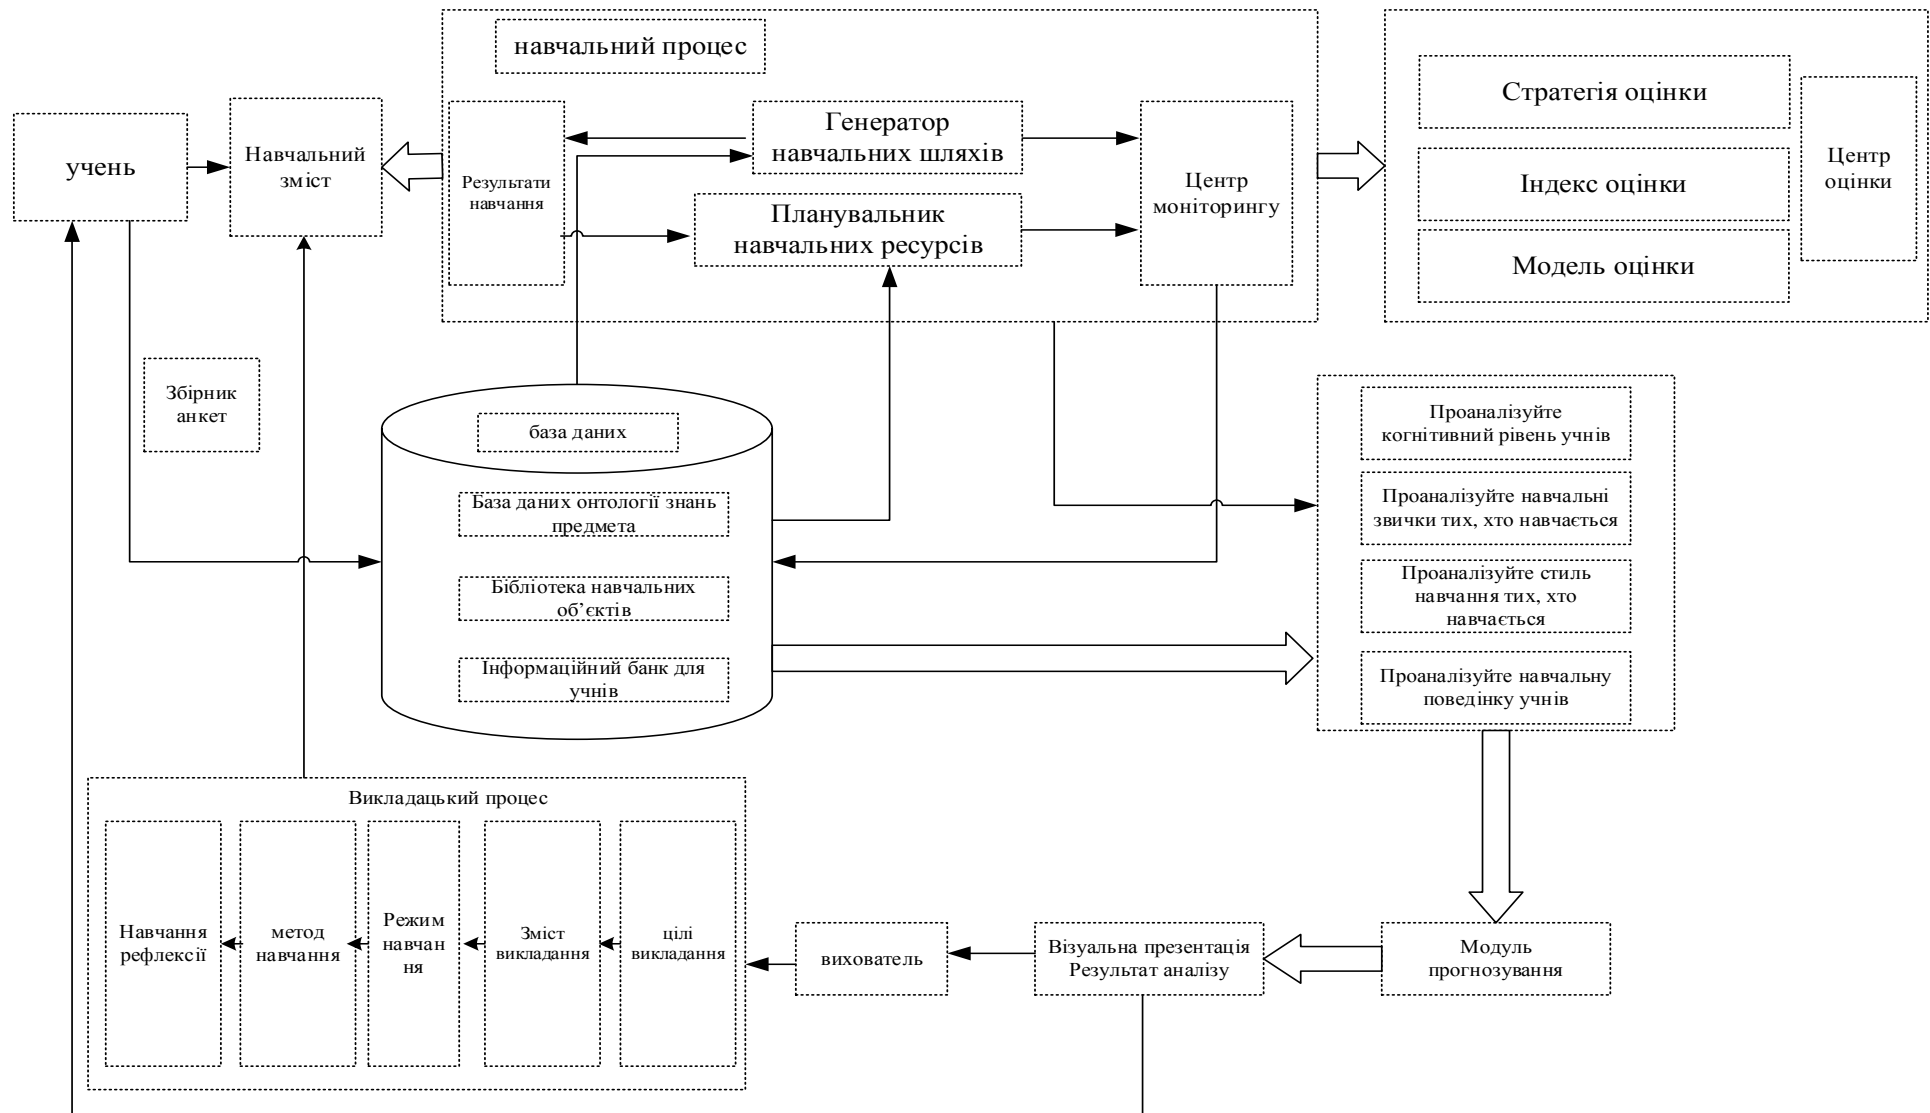 навчальний процес
учень
Навчальний
зміст
Результати
навчання
Генератор
навчальних шляхів
Планувальник
навчальних ресурсів
Центр
моніторингу
Стратегія оцінки
Індекс оцінки
Модель оцінки
Центр
оцінки
Збірник
анкет
база даних
База даних онтології знань
предмета
Бібліотека навчальних
об’єктів
Інформаційний банк для
учнів
Проаналізуйте
когнітивний рівень учнів
Проаналізуйте навчальні
звички тих, хто навчається
Проаналізуйте стиль
навчання тих, хто
навчається
Проаналізуйте навчальну
поведінку учнів
Викладацький процес
Навчання
рефлексії
метод
навчання
Режим
навчан
ня
Зміст
викладання
цілі
викладання
вихователь
Візуальна презентація
Результат аналізу
Модуль
прогнозування